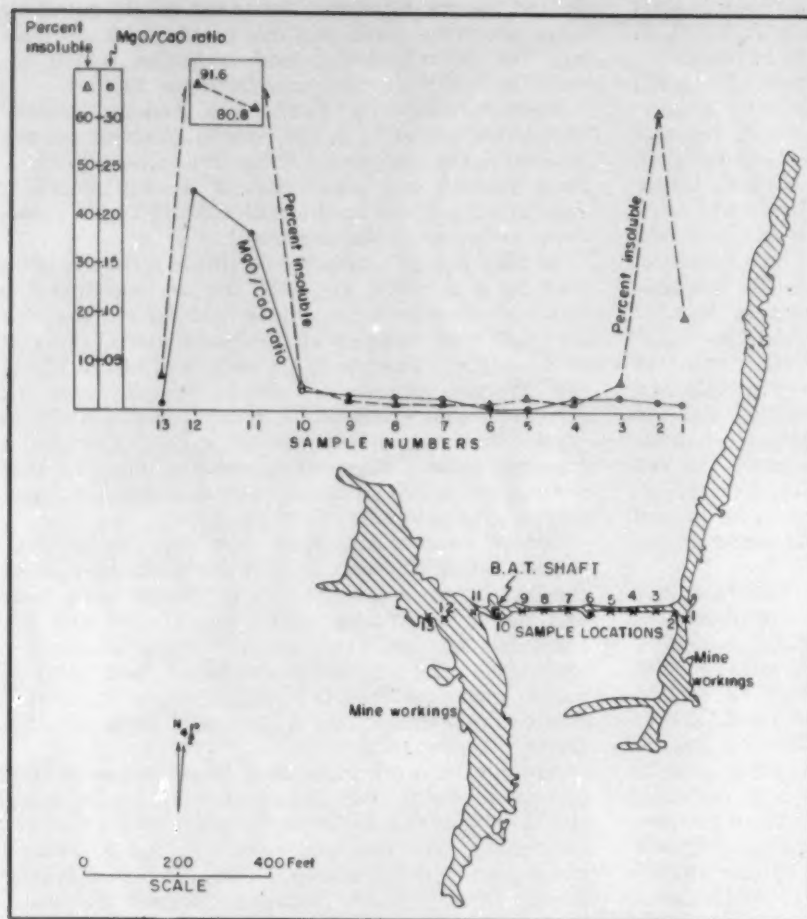 Percent insoluble
MgO/CaO ratio
91.6
80.8
60 .30
50 .25
40 .20
30 .15
20 .10
10 .05
Percent insoluble
MgO/CaO RATIO
Percent insoluble
13 12 11 10 9 8 7 6 5 4 3 2 1
SAMPLE NUMBERS
B.A.T. SHAFT
13 12 11 10 9 8 7 6 5 4 3 2 1
SAMPLE LOCATIONS
Mine workings
Mine workings
N
0 200 400 Feet
SCALE